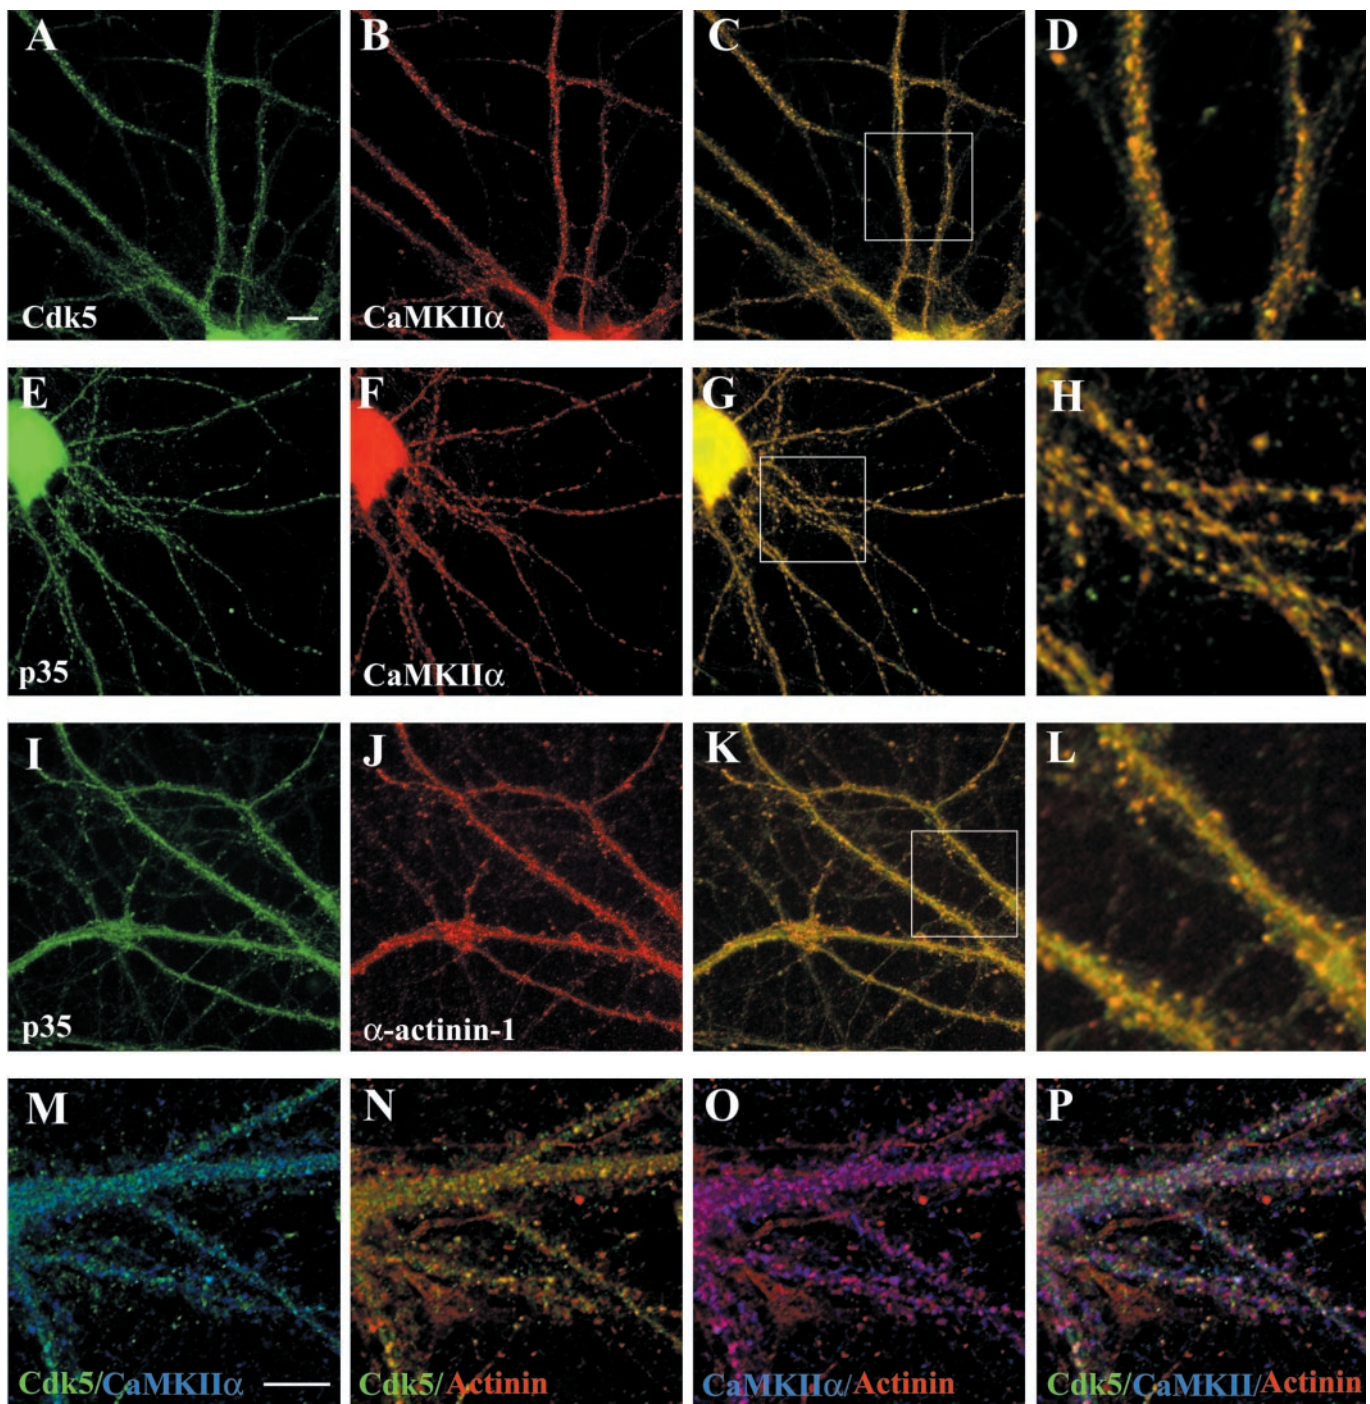 A B C D
Cdk5 CaMKIIα
E F G H
p35 CaMKIIα
I J K L
p35 α-actinin-1
M N O P
Cdk5/CaMKIIα Cdk5/Actinin CaMKIIα/Actinin Cdk5/CaMKII/Actinin